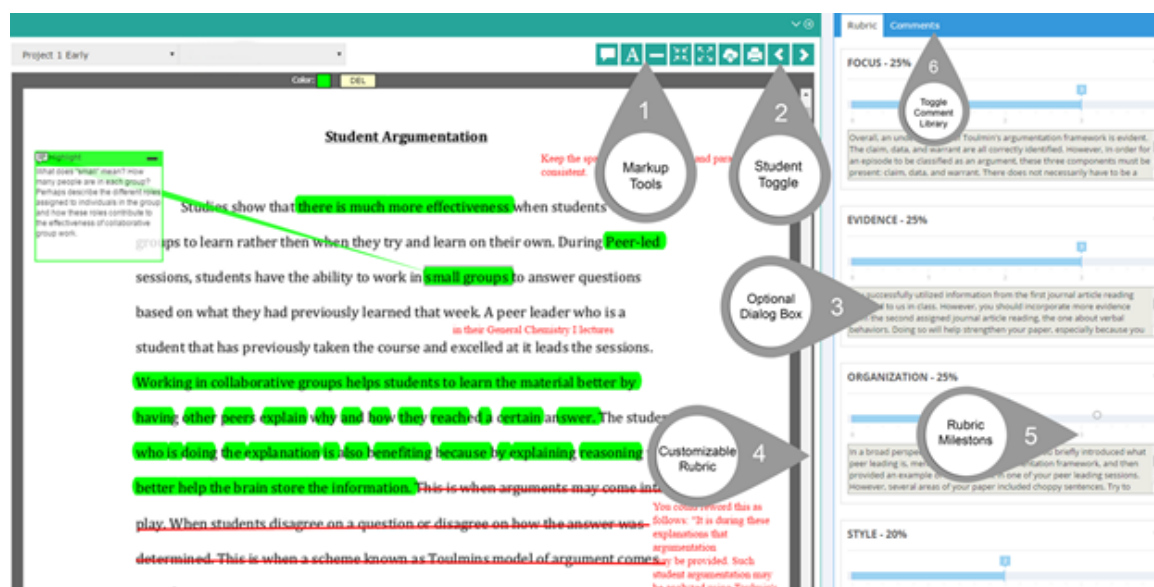 Rubric Comments
Project 1 Early
A
Color: DEL
FOCUS - 25%
6
Toggle
Comment
Library
1
Markup
Tools
2
Student
Toggle
3
Optional
Dialog Box
4
Customizable
Rubric
5
Rubric
Milestons
Student Argumentation
Keep the and
consistent.
Highlight
What does "small" mean? How
many people are in each group?
Perhaps describe the different roles
assigned to individuals in the group
and how these roles contribute to
the effectiveness of collaborative
group work.
Studies show that there is much more effectiveness when students
groups to learn rather then when they try and learn on their own. During Peer-led
sessions, students have the ability to work in small groups to answer questions
based on what they had previously learned that week. A peer leader who is a
in their General Chemistry I lectures
student that has previously taken the course and excelled at it leads the sessions.
Working in collaborative groups helps students to learn the material better by
having other peers explain why and how they reached a certain answer. The
who is doing the explanation is also benefiting because by explaining reasoning
better help the brain store the information. This is when arguments may come
play. When students disagree on a question or disagree on how the answer was
determined. This is when a scheme known as Toulmins model of argument comes
You could reword this as
follows: "It is during these
explanations that
argumentation
may be provided. Such
student argumentation may
Overall, an Toulmin's argumentation framework is evident.
The claim, data, and warrant are all correctly identified. However, in order for
an episode to be classified as an argument, these three components must be
present: claim, data, and warrant. There does not necessarily have to be a
EVIDENCE - 25%
successfully utilized information from the first journal article reading
to us in class. However, you should incorporate more evidence
the second assigned journal article reading, the one about verbal
behaviors. Doing so will help strengthen your paper, especially because you
ORGANIZATION - 25%
In a broad briefly introduced what
peer leading is, framework, and then
provided an example in one of your peer leading sessions.
However, several areas of your paper included choppy sentences. Try to
STYLE - 20%